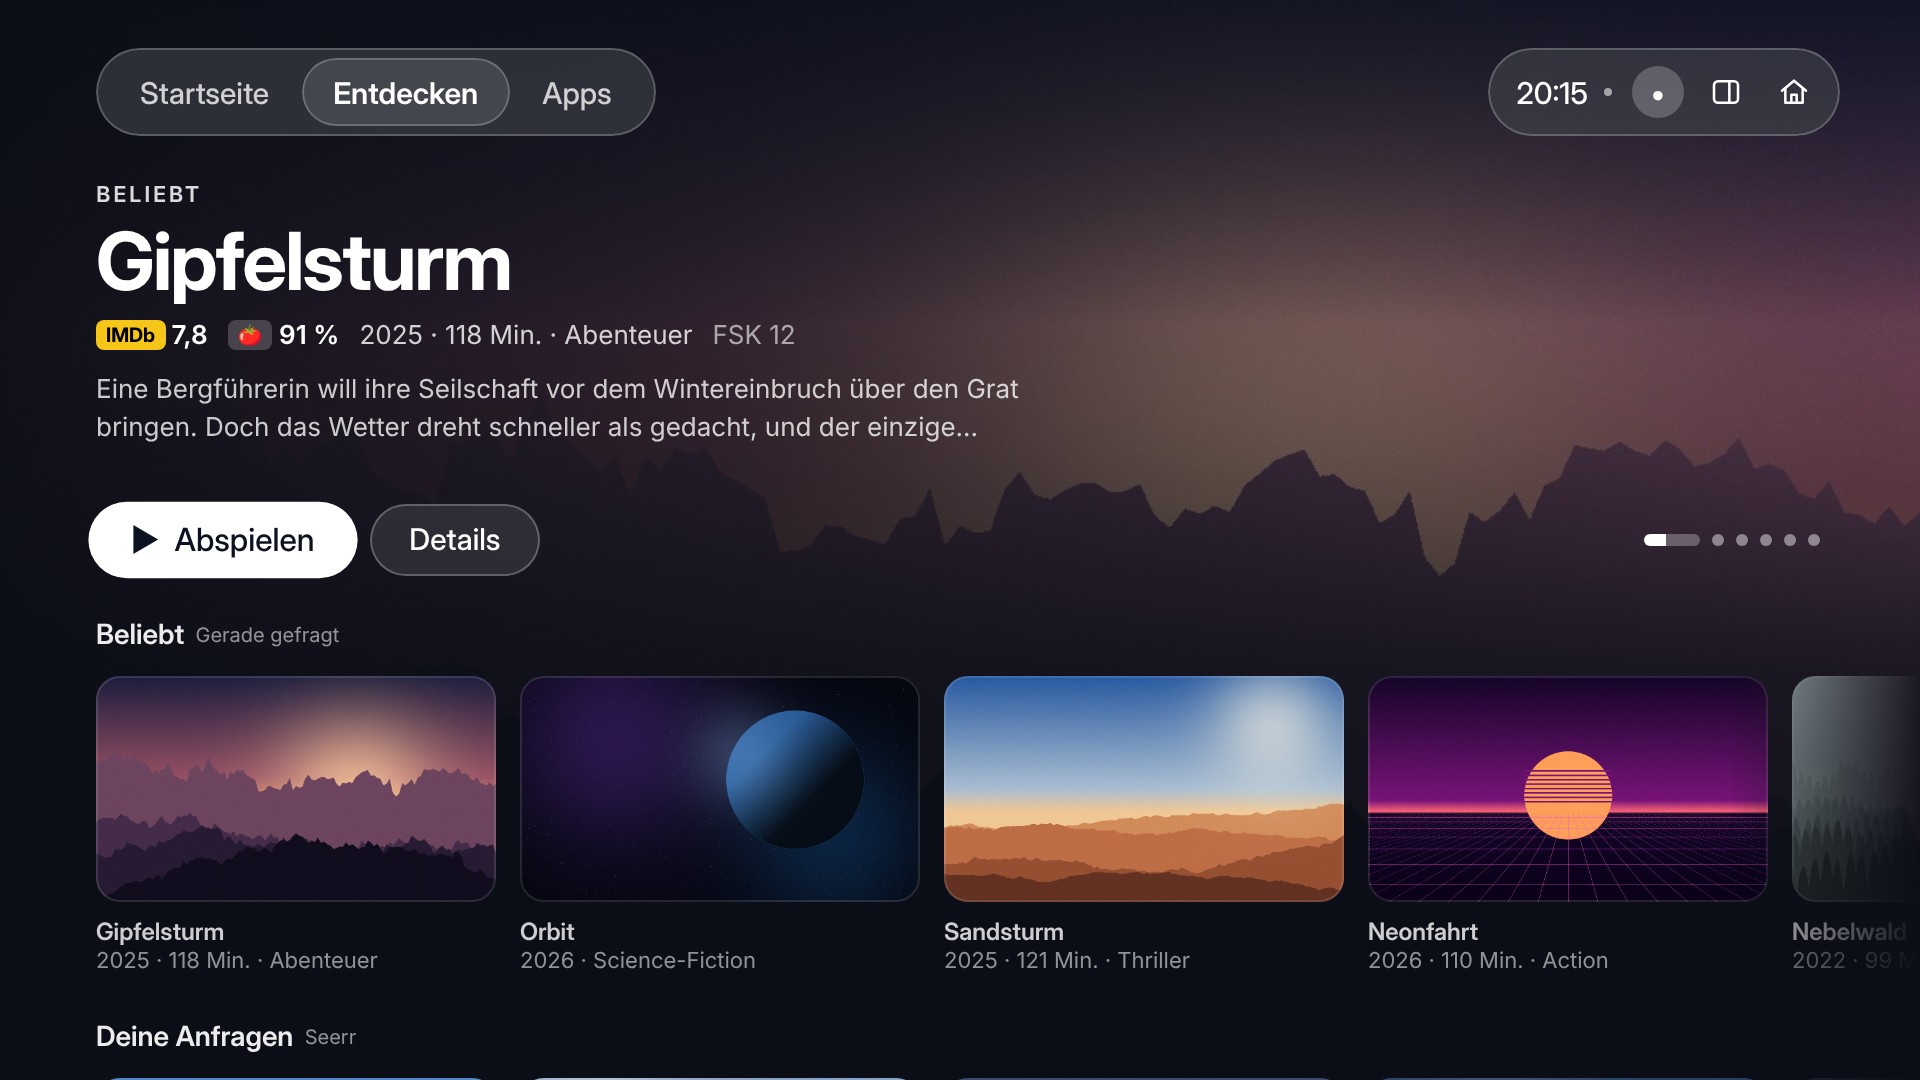 Startseite Entdecken Apps 20:15
BELIEBT
Gipfelsturm
IMDb 7,8 91 % 2025 · 118 Min. · Abenteuer FSK 12
Eine Bergführerin will ihre Seilschaft vor dem Wintereinbruch über den Grat
bringen. Doch das Wetter dreht schneller als gedacht, und der einzige...
Abspielen Details
Beliebt Gerade gefragt
Gipfelsturm
2025 · 118 Min. · Abenteuer
Orbit
2026 · Science-Fiction
Sandsturm
2025 · 121 Min. · Thriller
Neonfahrt
2026 · 110 Min. · Action
Nebelwald
2022 · 99 M
Deine Anfragen Seerr